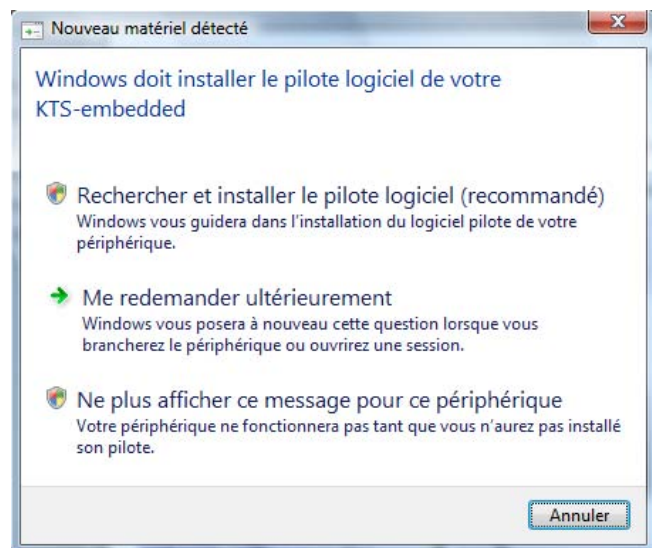 Nouveau matériel détecté
Windows doit installer le pilote logiciel de votre
KTS-embedded
Rechercher et installer le pilote logiciel (recommandé)
Windows vous guidera dans l'installation du logiciel pilote de votre
périphérique.
Me redemander ultérieurement
Windows vous posera à nouveau cette question lorsque vous
brancherez le périphérique ou ouvrirez une session.
Ne plus afficher ce message pour ce périphérique
Votre périphérique ne fonctionnera pas tant que vous n'aurez pas installé
son pilote.
Annuler